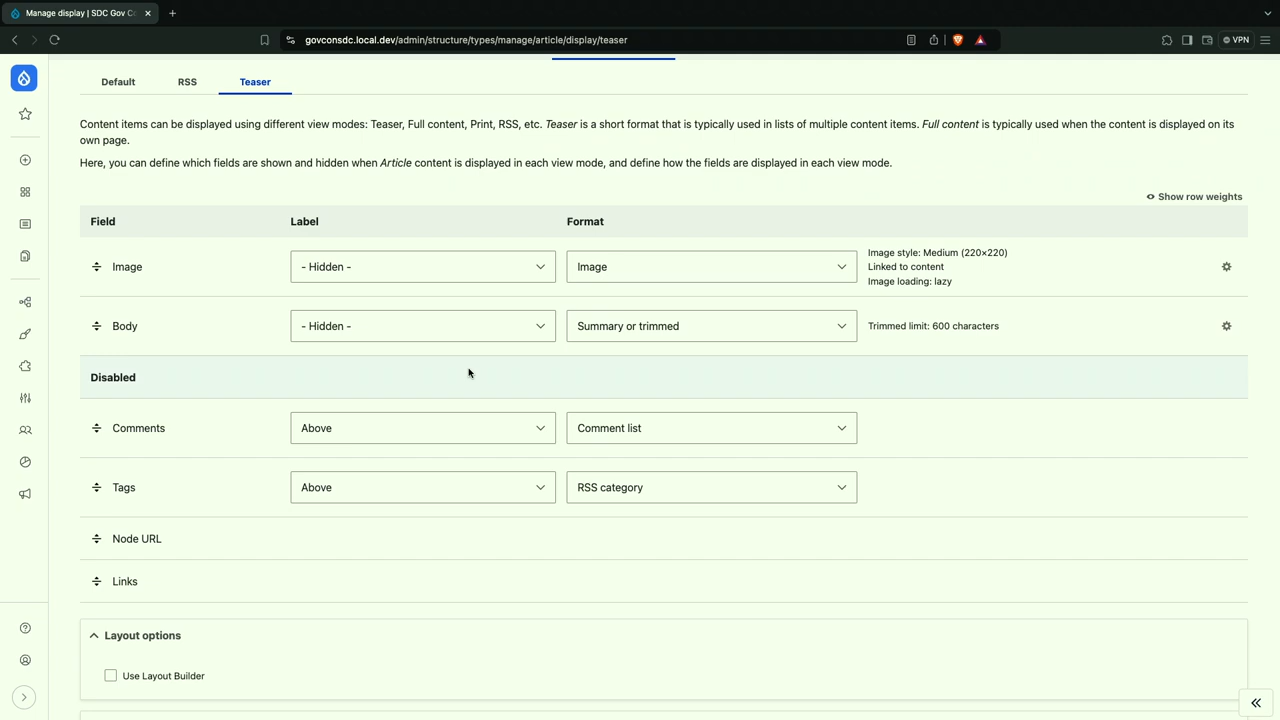 Manage display | SDC Gov C
govconsdc.local.dev/admin/structure/types/manage/article/display/teaser
VPN
Default
RSS
Teaser
Content items can be displayed using different view modes: Teaser, Full content, Print, RSS, etc. Teaser is a short format that is typically used in lists of multiple content items. Full content is typically used when the content is displayed on its
own page.
Here, you can define which fields are shown and hidden when Article content is displayed in each view mode, and define how the fields are displayed in each view mode.
Show row weights
Field Label Format
Image - Hidden - Image
Image style: Medium (220×220)
Linked to content
Image loading: lazy
Body - Hidden - Summary or trimmed Trimmed limit: 600 characters
Disabled
Comments Above Comment list
Tags Above RSS category
Node URL
Links
Layout options
Use Layout Builder